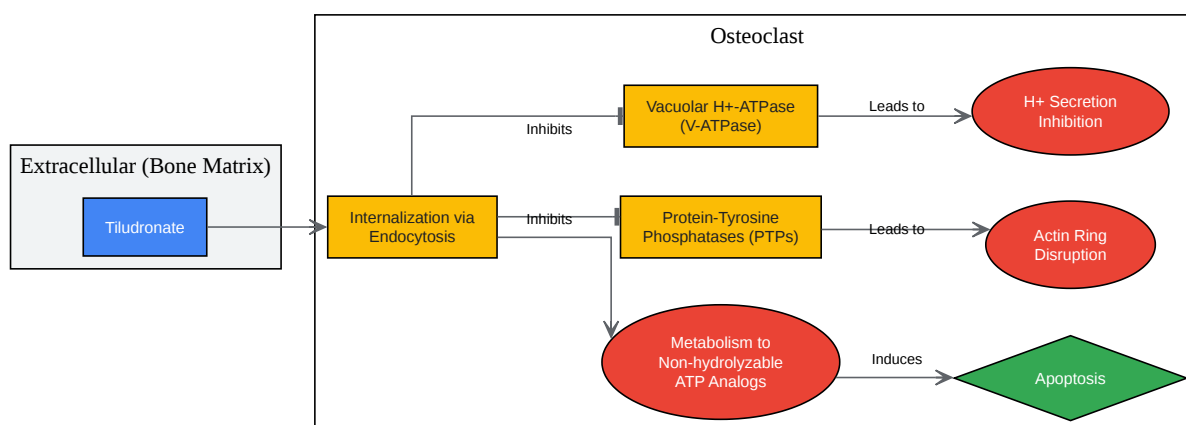 Osteoclast
Extracellular (Bone Matrix)
Tiludronate
Internalization via
Endocytosis
Inhibits
Vacuolar H+-ATPase
(V-ATPase)
Leads to
H+ Secretion
Inhibition
Inhibits
Protein-Tyrosine
Phosphatases (PTPs)
Leads to
Actin Ring
Disruption
Metabolism to
Non-hydrolyzable
ATP Analogs
Induces
Apoptosis